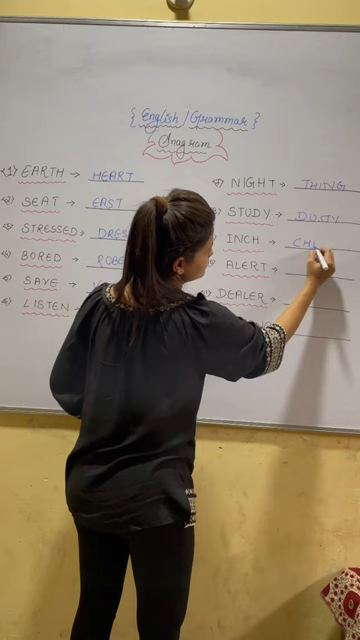 { English / Grammar }
Anagram
(1) EARTH → HEART
SEAT → EAST
STRESSED → DRES
BORED → ROBE
SAVE →
LISTEN
NIGHT → THING
STUDY → DUSTY
INCH → CHI
ALERT →
DEALER →